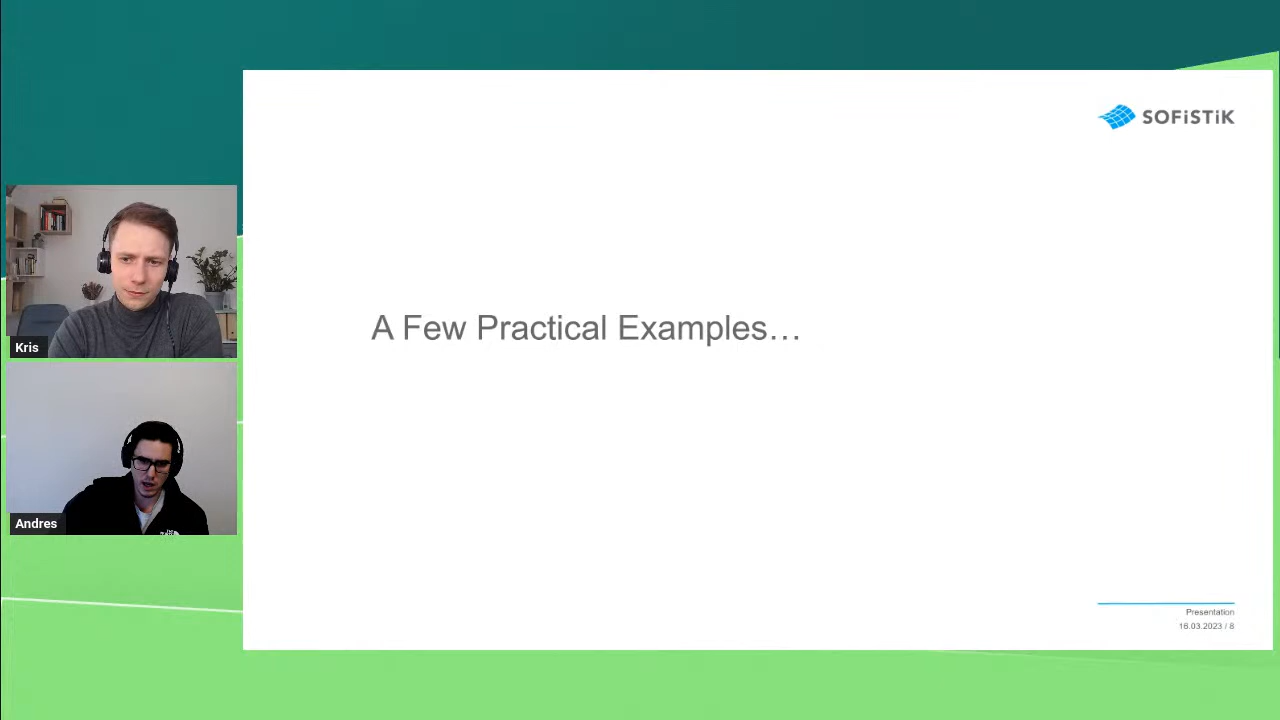 SOFiSTiK
Kris
A Few Practical Examples…
Andres
Presentation
16.03.2023 / 8